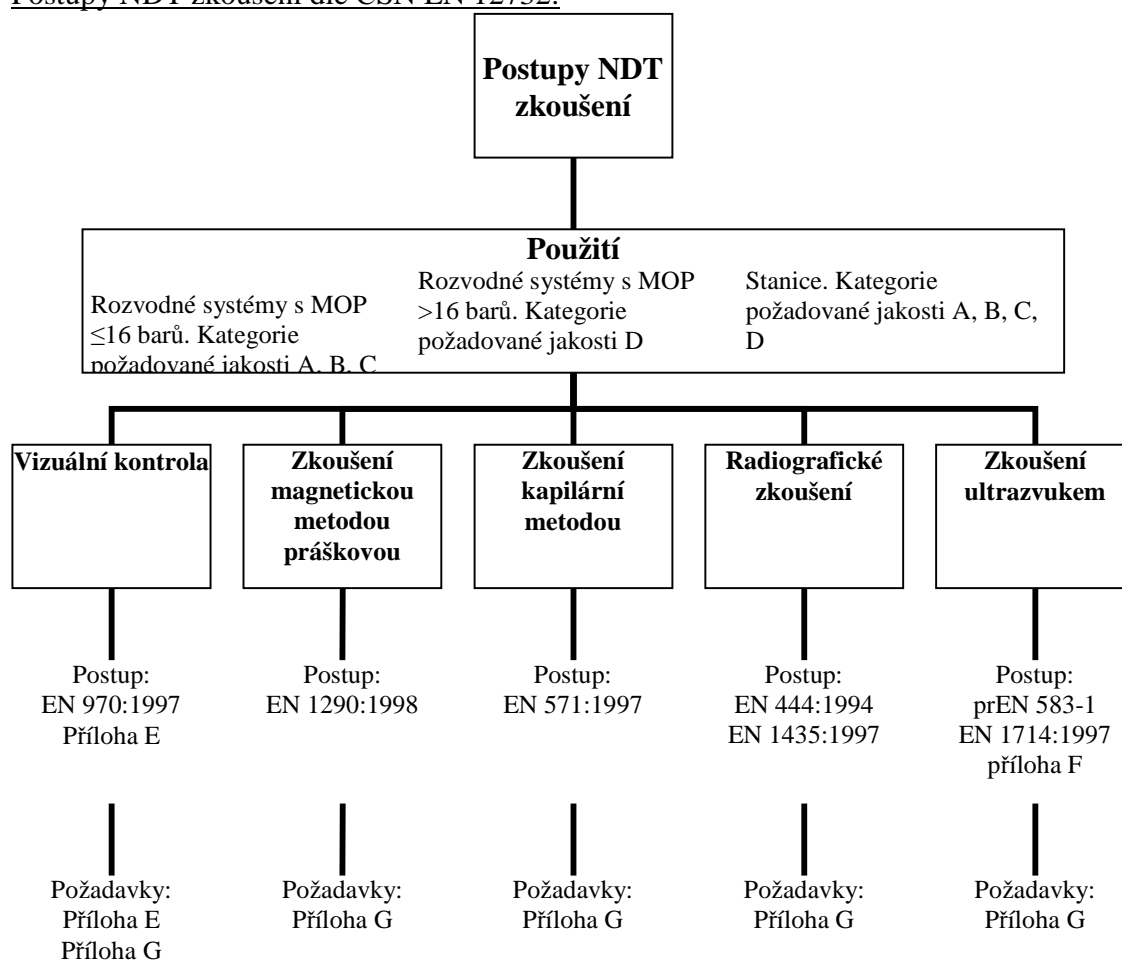 Postupy NDT zkoušení dle ČSN EN 12732:
Postupy NDT
zkoušení
Použití
Rozvodné systémy s MOP
≤16 barů. Kategorie
požadované jakosti A, B, C
Rozvodné systémy s MOP
>16 barů. Kategorie
požadované jakosti D
Stanice. Kategorie
požadované jakosti A, B, C,
D
Vizuální kontrola
Zkoušení
magnetickou
metodou
práškovou
Zkoušení
kapilární
metodou
Radiografické
zkoušení
Zkoušení
ultrazvukem
Postup:
EN 970:1997
Příloha E
Postup:
EN 1290:1998
Postup:
EN 571:1997
Postup:
EN 444:1994
EN 1435:1997
Postup:
prEN 583-1
EN 1714:1997
příloha F
Požadavky:
Příloha E
Příloha G
Požadavky:
Příloha G
Požadavky:
Příloha G
Požadavky:
Příloha G
Požadavky:
Příloha G